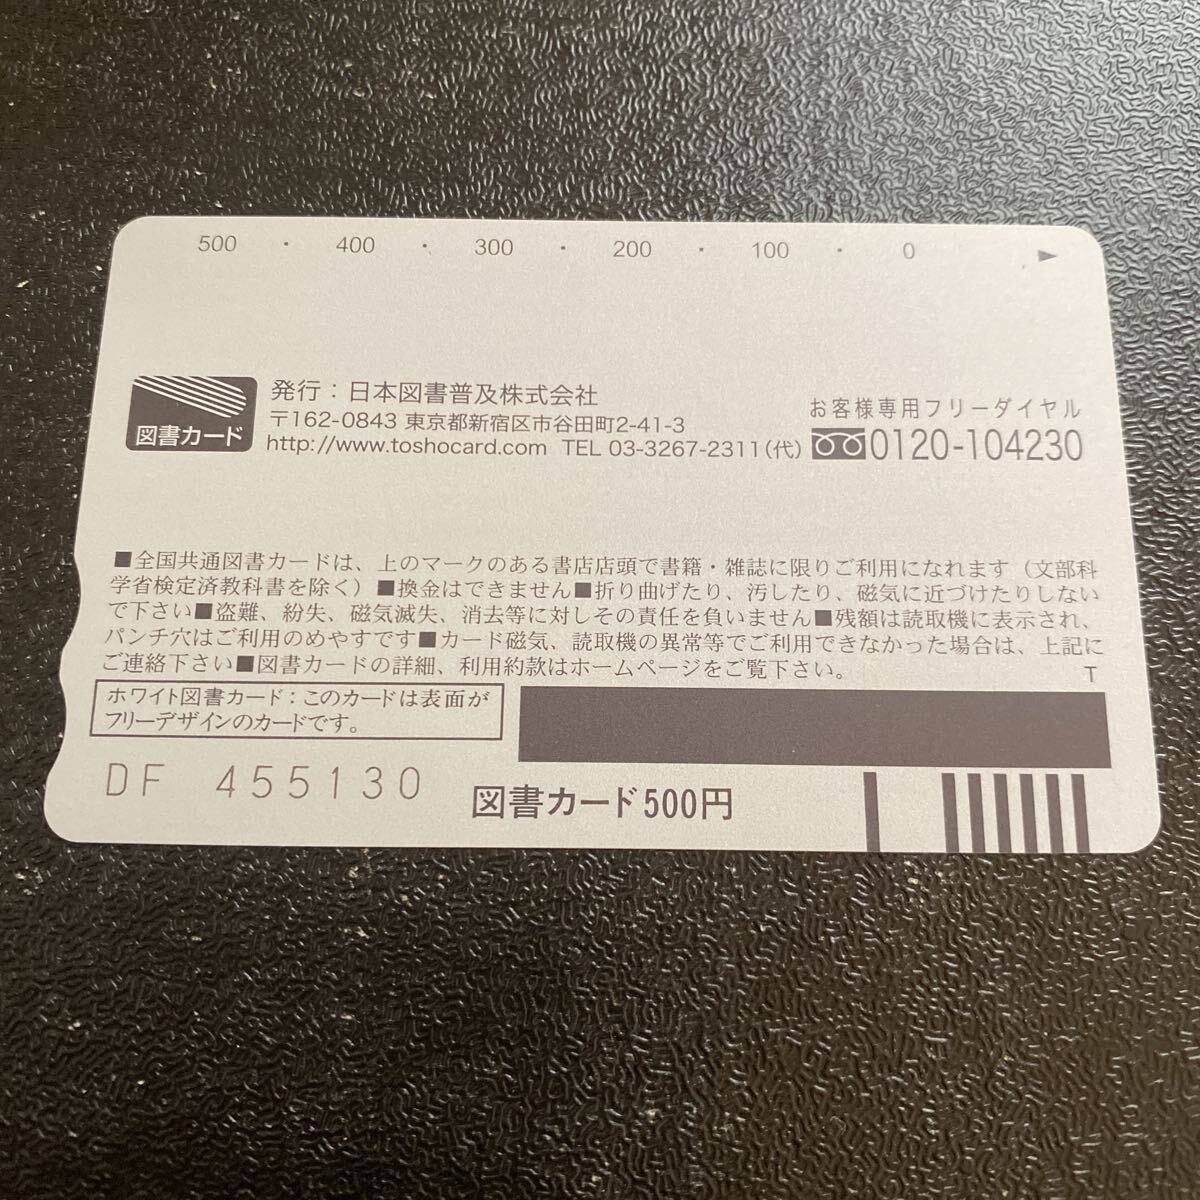 500 ・ 400 ・ 300 ・ 200 ・ 100 ・ 0 ▶
図書カード
発行：日本図書普及株式会社
〒162-0843 東京都新宿区市谷田町2-41-3
http://www.toshocard.com TEL 03-3267-2311(代)
お客様専用フリーダイヤル
0120-104230
■全国共通図書カードは、上のマークのある書店店頭で書籍・雑誌に限りご利用になれます（文部科
学省検定済教科書を除く）■換金はできません■折り曲げたり、汚したり、磁気に近づけたりしない
で下さい■盗難、紛失、磁気滅失、消去等に対しその責任を負いません■残額は読取機に表示され、
パンチ穴はご利用のめやすです■カード磁気、読取機の異常等でご利用できなかった場合は、上記に
ご連絡下さい■図書カードの詳細、利用約款はホームページをご覧下さい。
T
ホワイト図書カード：このカードは表面が
フリーデザインのカードです。
DF 455130
図書カード500円